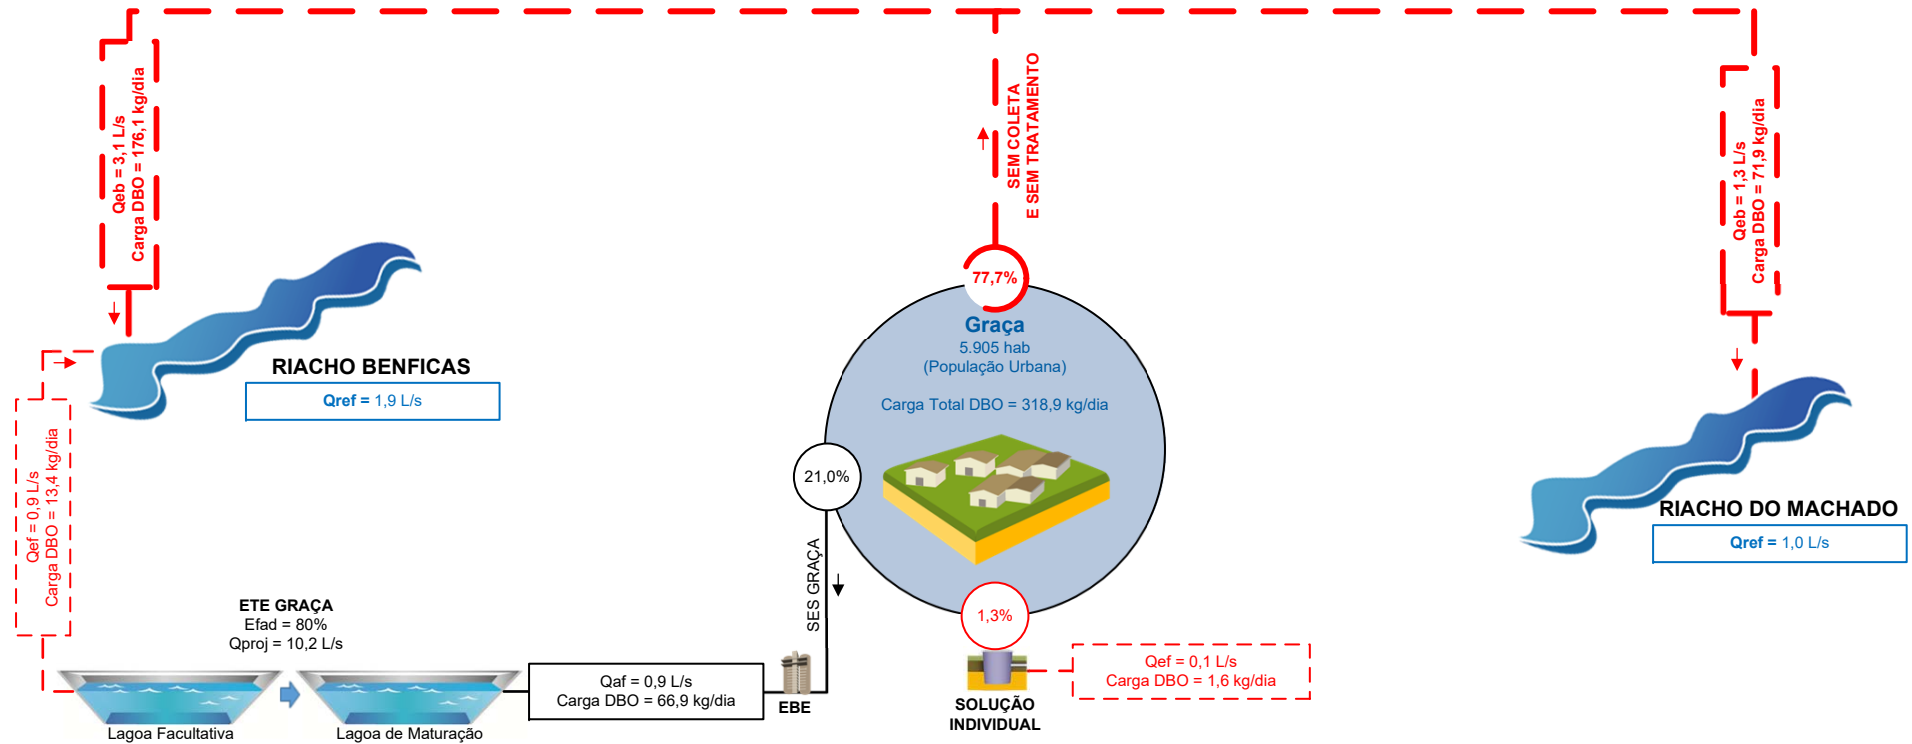 Qeb = 3,1 L/s
Carga DBO = 176,1 kg/dia
SEM COLETA
E SEM TRATAMENTO
Qeb = 1,3 L/s
Carga DBO = 71,9 kg/dia
77,7%
Graça
5.905 hab
(População Urbana)
Carga Total DBO = 318,9 kg/dia
RIACHO BENFICAS
Qref = 1,9 L/s
21,0%
RIACHO DO MACHADO
Qref = 1,0 L/s
Qef = 0,9 L/s
Carga DBO = 13,4 kg/dia
SES GRAÇA
1,3%
ETE GRAÇA
Efad = 80%
Qproj = 10,2 L/s
Qaf = 0,9 L/s
Carga DBO = 66,9 kg/dia
EBE
Qef = 0,1 L/s
Carga DBO = 1,6 kg/dia
SOLUÇÃO
INDIVIDUAL
Lagoa Facultativa
Lagoa de Maturação